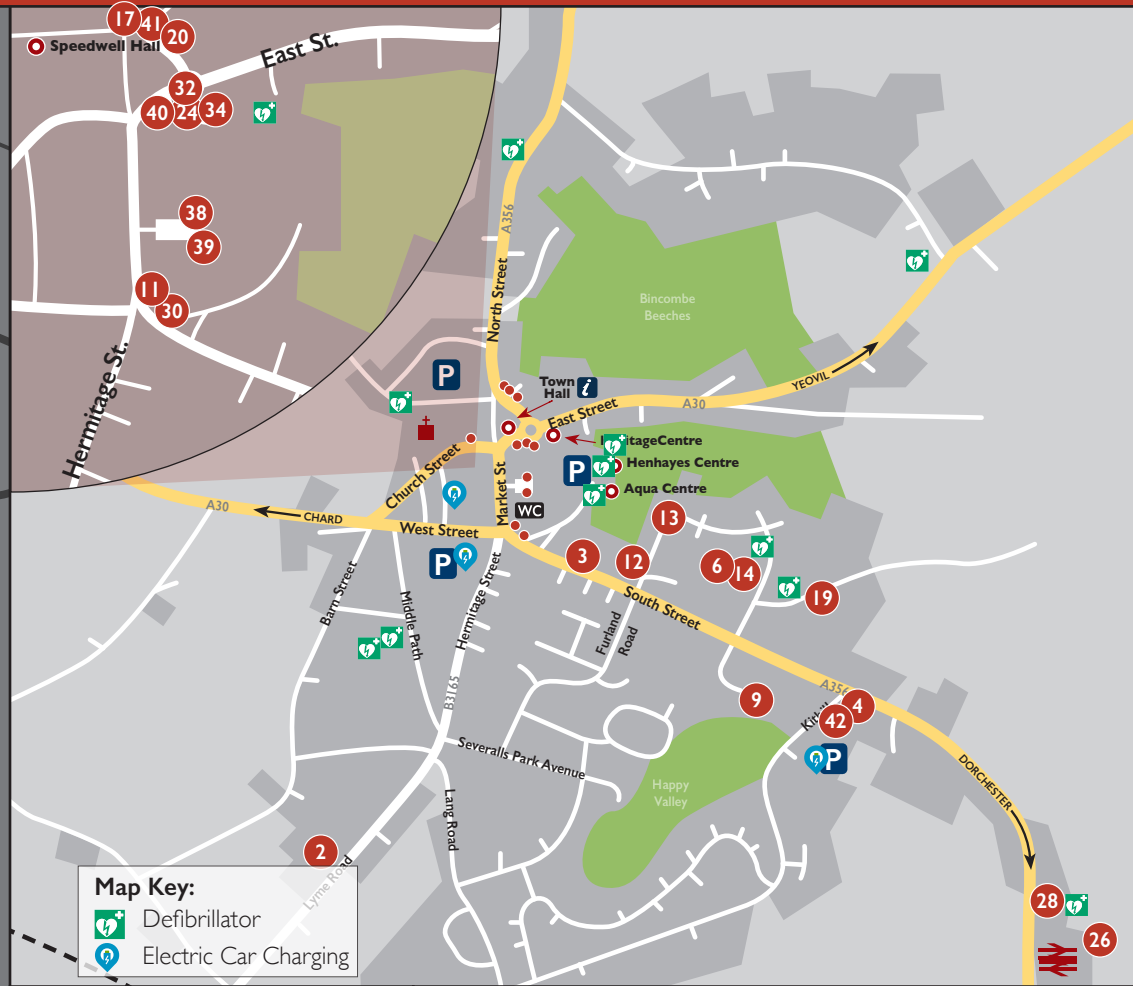 17
41
20
Speedwell Hall
East St.
32
40
24
34
38
39
11
30
Hermitage St.
A356
North Street
Bincombe
Beeches
P
Town
Hall
i
East Street
A30
YEOVIL
itageCentre
Henhayes Centre
P
Aqua Centre
Church Street
Market St
WC
A30
CHARD
West Street
P
13
3
12
6
14
19
South Street
Barn Street
Middle Path
Hermitage Street
Furland
Road
B3165
9
A356
4
42
P
Severalls Park Avenue
Happy
Valley
DORCHESTER
Lang Road
2
Lyme Road
28
26
Map Key:
Defibrillator
Electric Car Charging